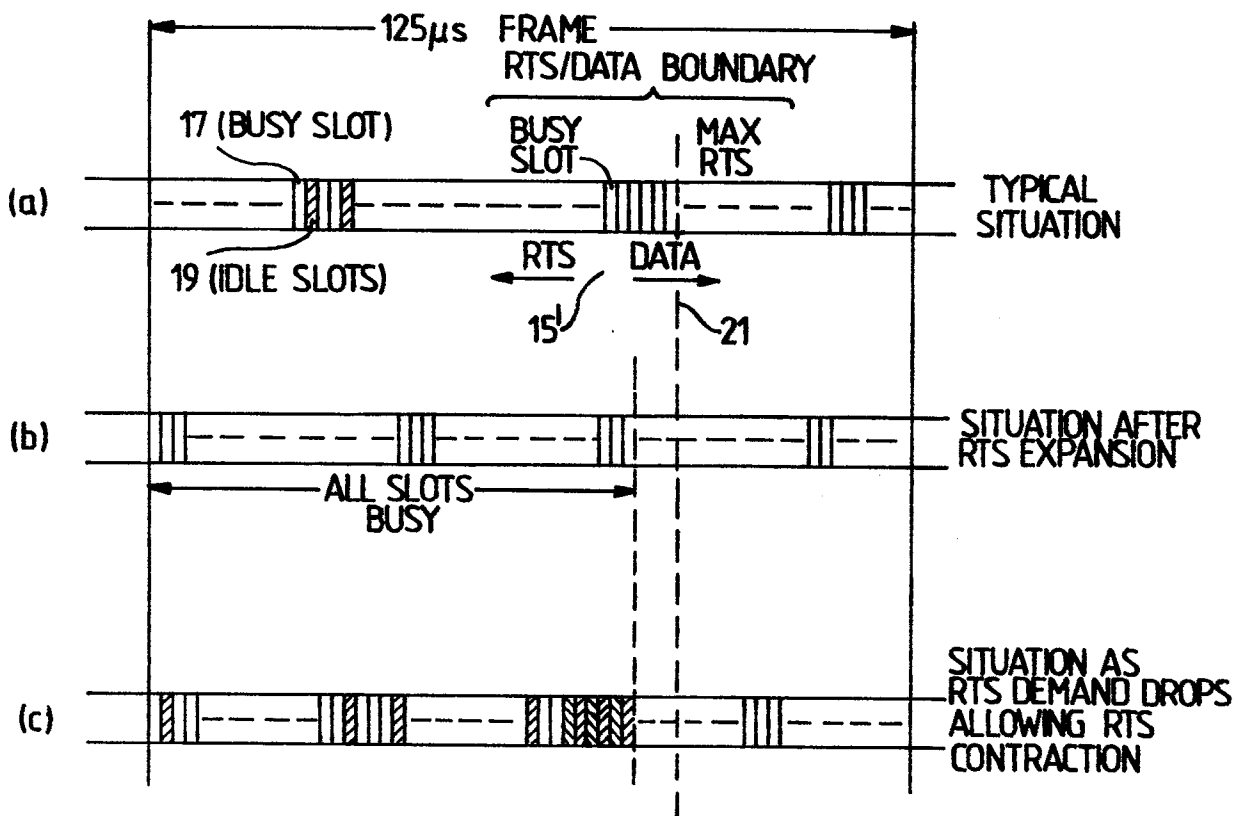 125μs FRAME
RTS/DATA BOUNDARY
17 (BUSY SLOT)
BUSY
SLOT
MAX
RTS
(a)
TYPICAL
SITUATION
19 (IDLE SLOTS)
RTS
DATA
15'
21
(b)
SITUATION AFTER
RTS EXPANSION
ALL SLOTS
BUSY
(c)
SITUATION AS
RTS DEMAND DROPS
ALLOWING RTS
CONTRACTION